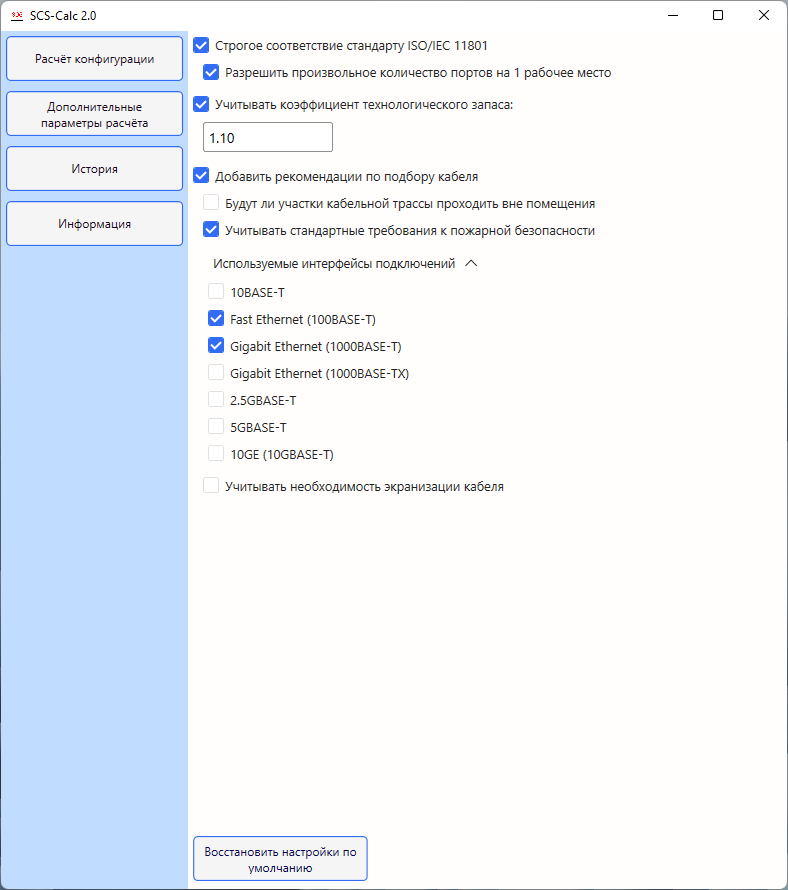 SCS-Calc 2.0
Расчёт конфигурации
Дополнительные
параметры расчёта
История
Информация
Строгое соответствие стандарту ISO/IEC 11801
Разрешить произвольное количество портов на 1 рабочее место
Учитывать коэффициент технологического запаса:
1.10
Добавить рекомендации по подбору кабеля
Будут ли участки кабельной трассы проходить вне помещения
Учитывать стандартные требования к пожарной безопасности
Используемые интерфейсы подключений
10BASE-T
Fast Ethernet (100BASE-T)
Gigabit Ethernet (1000BASE-T)
Gigabit Ethernet (1000BASE-TX)
2.5GBASE-T
5GBASE-T
10GE (10GBASE-T)
Учитывать необходимость экранизации кабеля
Восстановить настройки по
умолчанию